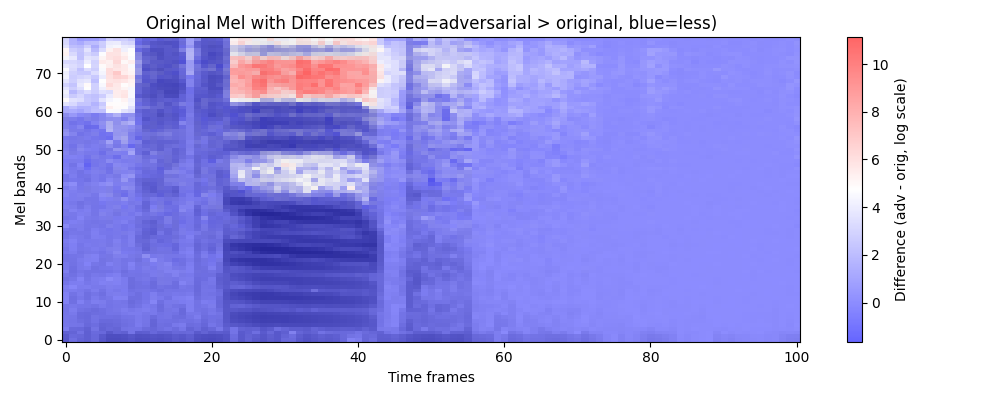 Original Mel with Differences (red=adversarial > original, blue=less)
Mel bands
70
60
50
40
30
20
10
0
0 20 40 60 80 100
Time frames
10
8
6
4
2
0
Difference (adv - orig, log scale)